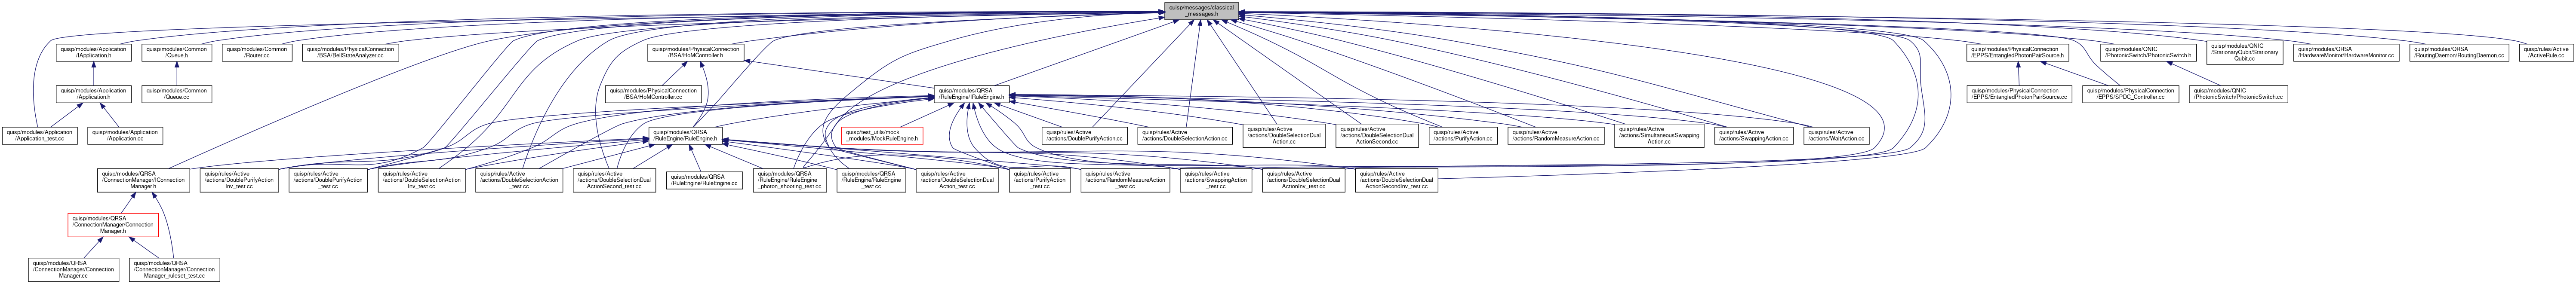 quisp/messages/classical
_messages.h
quisp/modules/Application
/IApplication.h
quisp/modules/Common
/Queue.h
quisp/modules/Common
/Router.cc
quisp/modules/PhysicalConnection
/BSA/BellStateAnalyzer.cc
quisp/modules/PhysicalConnection
/BSA/HoMController.h
quisp/modules/PhysicalConnection
/EPPS/EntangledPhotonPairSource.h
quisp/modules/QNIC
/PhotonicSwitch/PhotonicSwitch.h
quisp/modules/QNIC
/StationaryQubit/Stationary
Qubit.cc
quisp/modules/QRSA
/HardwareMonitor/HardwareMonitor.cc
quisp/modules/QRSA
/RoutingDaemon/RoutingDaemon.cc
quisp/rules/Active
/ActiveRule.cc
quisp/modules/Application
/Application.h
quisp/modules/Common
/Queue.cc
quisp/modules/PhysicalConnection
/BSA/HoMController.cc
quisp/modules/QRSA
/RuleEngine/IRuleEngine.h
quisp/modules/PhysicalConnection
/EPPS/EntangledPhotonPairSource.cc
quisp/modules/PhysicalConnection
/EPPS/SPDC_Controller.cc
quisp/modules/QNIC
/PhotonicSwitch/PhotonicSwitch.cc
quisp/modules/Application
/Application_test.cc
quisp/modules/Application
/Application.cc
quisp/modules/QRSA
/RuleEngine/RuleEngine.h
quisp/test_utils/mock
_modules/MockRuleEngine.h
quisp/rules/Active
/actions/DoublePurifyAction.cc
quisp/rules/Active
/actions/DoubleSelectionAction.cc
quisp/rules/Active
/actions/DoubleSelectionDual
Action.cc
quisp/rules/Active
/actions/DoubleSelectionDual
ActionSecond.cc
quisp/rules/Active
/actions/PurifyAction.cc
quisp/rules/Active
/actions/RandomMeasureAction.cc
quisp/rules/Active
/actions/SimultaneousSwapping
Action.cc
quisp/rules/Active
/actions/SwappingAction.cc
quisp/rules/Active
/actions/WaitAction.cc
quisp/modules/QRSA
/ConnectionManager/IConnection
Manager.h
quisp/rules/Active
/actions/DoublePurifyAction
Inv_test.cc
quisp/rules/Active
/actions/DoublePurifyAction
_test.cc
quisp/rules/Active
/actions/DoubleSelectionAction
Inv_test.cc
quisp/rules/Active
/actions/DoubleSelectionAction
_test.cc
quisp/rules/Active
/actions/DoubleSelectionDual
ActionSecond_test.cc
quisp/modules/QRSA
/RuleEngine/RuleEngine.cc
quisp/modules/QRSA
/RuleEngine/RuleEngine
_photon_shooting_test.cc
quisp/modules/QRSA
/RuleEngine/RuleEngine
_test.cc
quisp/rules/Active
/actions/DoubleSelectionDual
Action_test.cc
quisp/rules/Active
/actions/PurifyAction
_test.cc
quisp/rules/Active
/actions/RandomMeasureAction
_test.cc
quisp/rules/Active
/actions/SwappingAction
_test.cc
quisp/rules/Active
/actions/DoubleSelectionDual
ActionInv_test.cc
quisp/rules/Active
/actions/DoubleSelectionDual
ActionSecondInv_test.cc
quisp/modules/QRSA
/ConnectionManager/Connection
Manager.h
quisp/modules/QRSA
/ConnectionManager/Connection
Manager.cc
quisp/modules/QRSA
/ConnectionManager/Connection
Manager_ruleset_test.cc